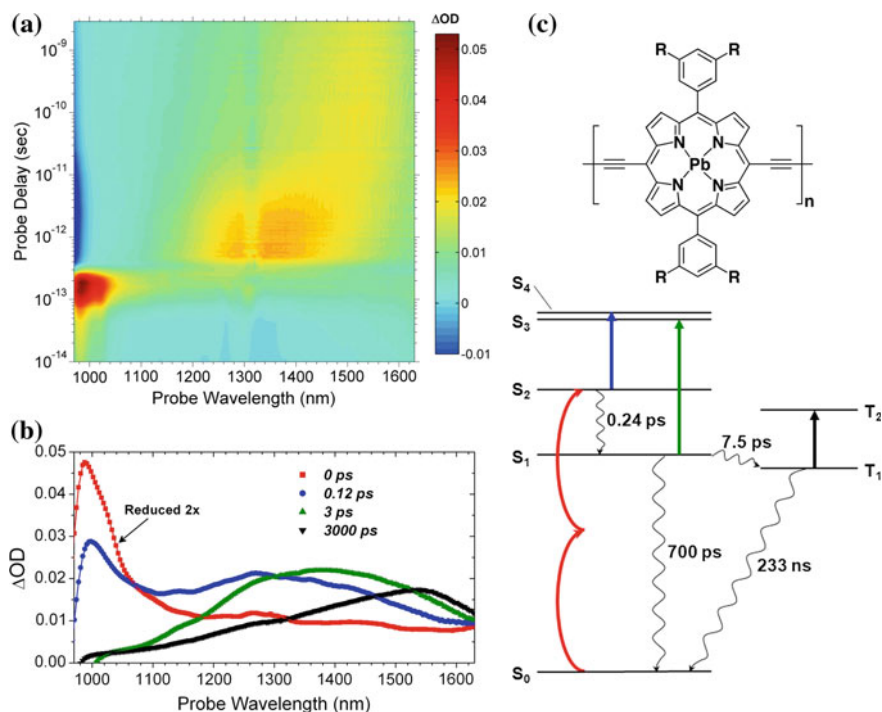 (a)
ΔOD
Probe Delay (sec)
10⁻⁹
10⁻¹⁰
10⁻¹¹
10⁻¹²
10⁻¹³
10⁻¹⁴
1000 1100 1200 1300 1400 1500 1600
Probe Wavelength (nm)
0.05
0.04
0.03
0.02
0.01
0
-0.01
(b)
ΔOD
0.05
0.04
0.03
0.02
0.01
0.00
Reduced 2x
0 ps
0.12 ps
3 ps
3000 ps
1000 1100 1200 1300 1400 1500 1600
Probe Wavelength (nm)
(c)
R R
N N
Pb
N N
n
R R
S₄
S₃
S₂
0.24 ps
T₂
7.5 ps
S₁
T₁
700 ps
233 ns
S₀